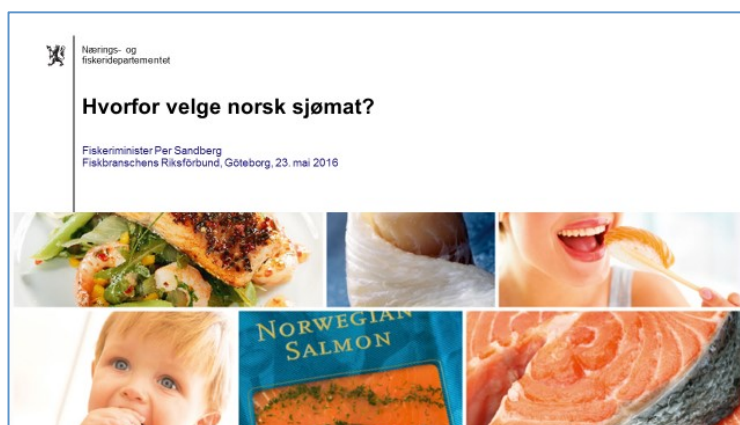 Nærings- og
fiskeridepartementet
Hvorfor velge norsk sjømat?
Fiskeriminister Per Sandberg
Fiskbranschens Riksförbund, Göteborg, 23. mai 2016
NORWEGIAN
SALMON